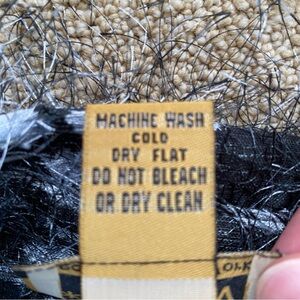 MACHINE WASH
COLD
DRY FLAT
DO NOT BLEACH
OR DRY CLEAN